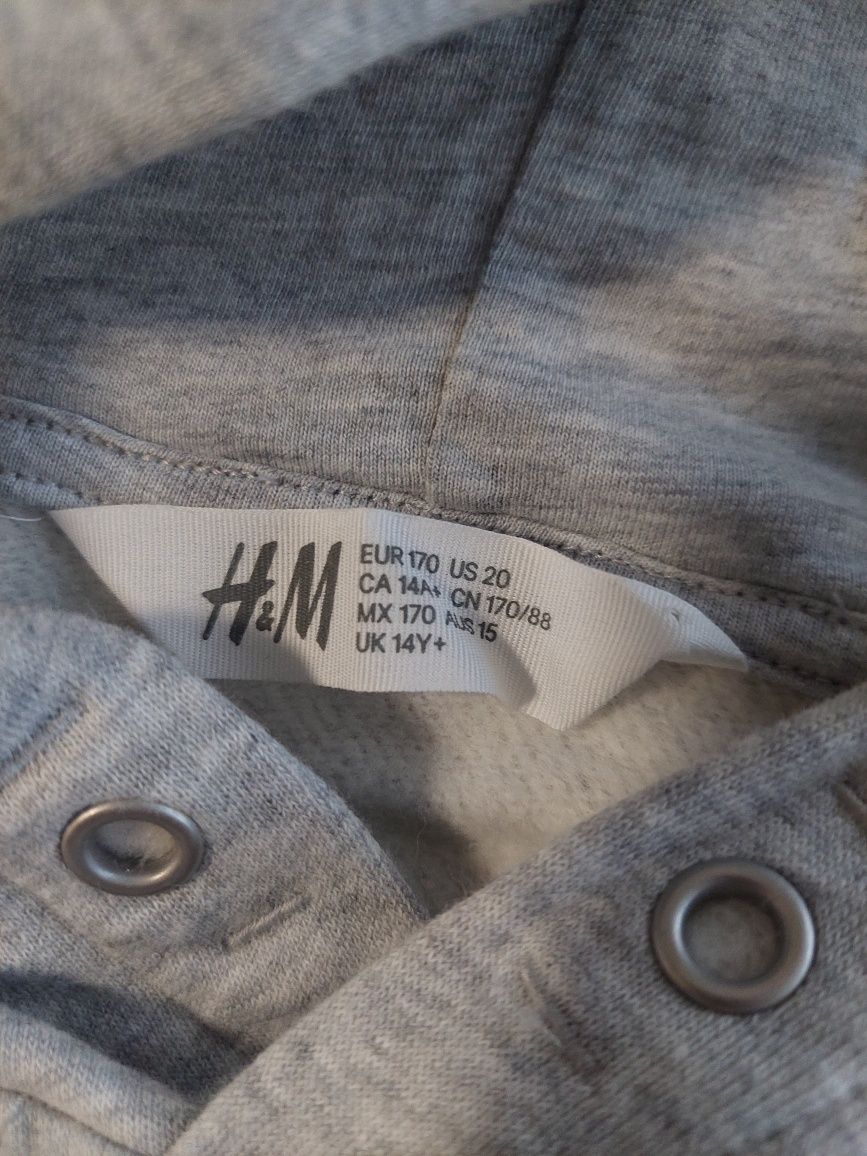 H&M
EUR 170 US 20
CA 14A+ CN 170/88
MX 170 AUS 15
UK 14Y+